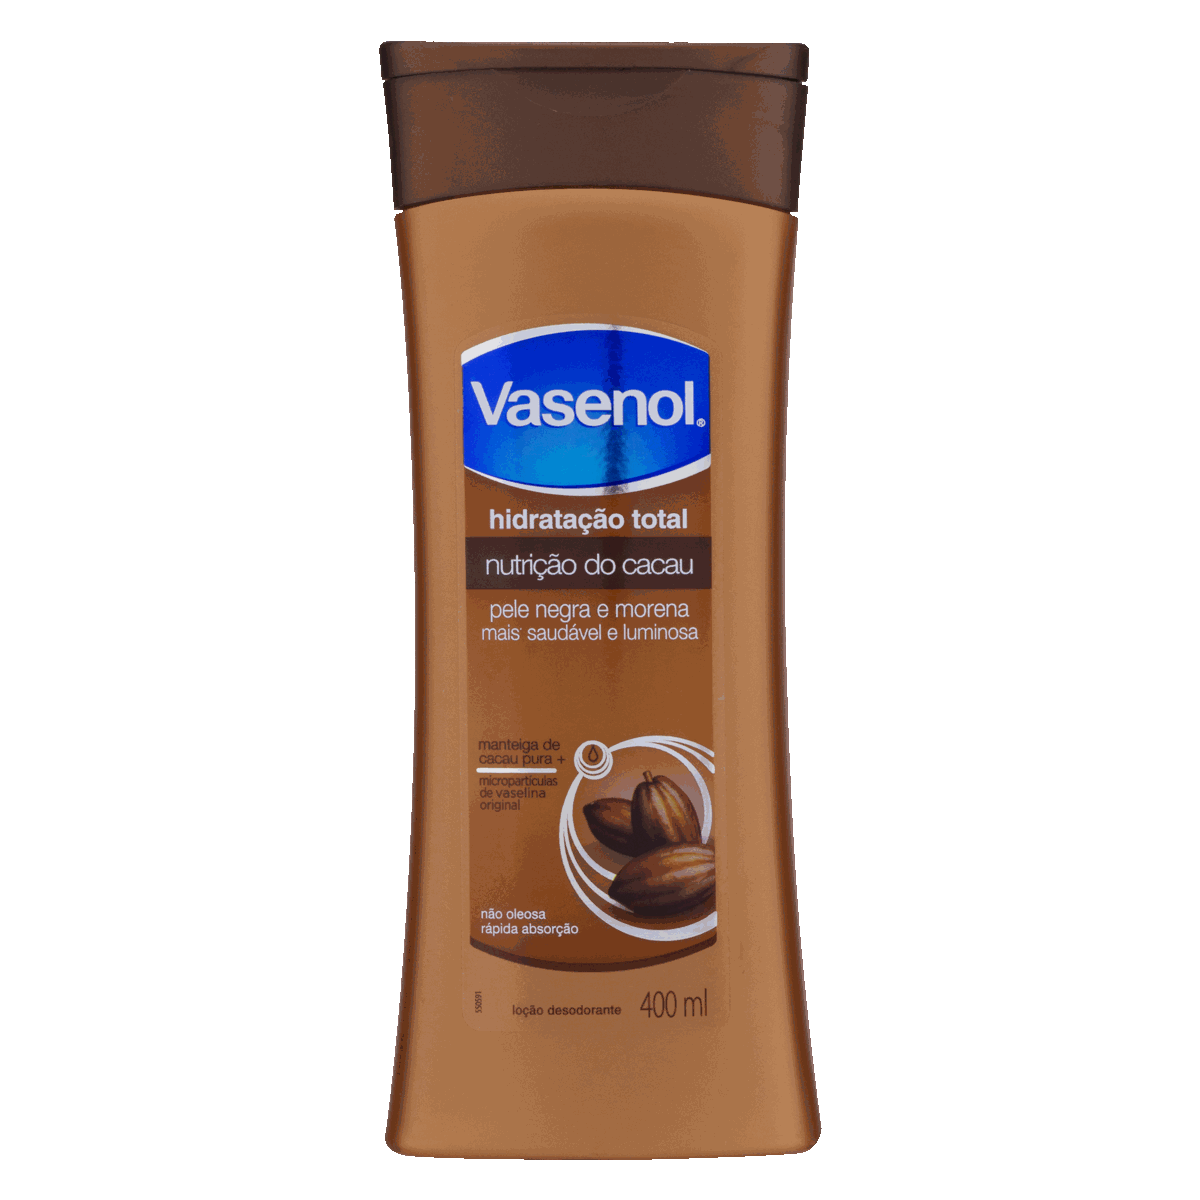 Vasenol®
hidratação total
nutrição do cacau
pele negra e morena
mais* saudável e luminosa
manteiga de
cacau pura +
micropartículas
de vaselina
original
não oleosa
rápida absorção
550591
loção desodorante 400 ml